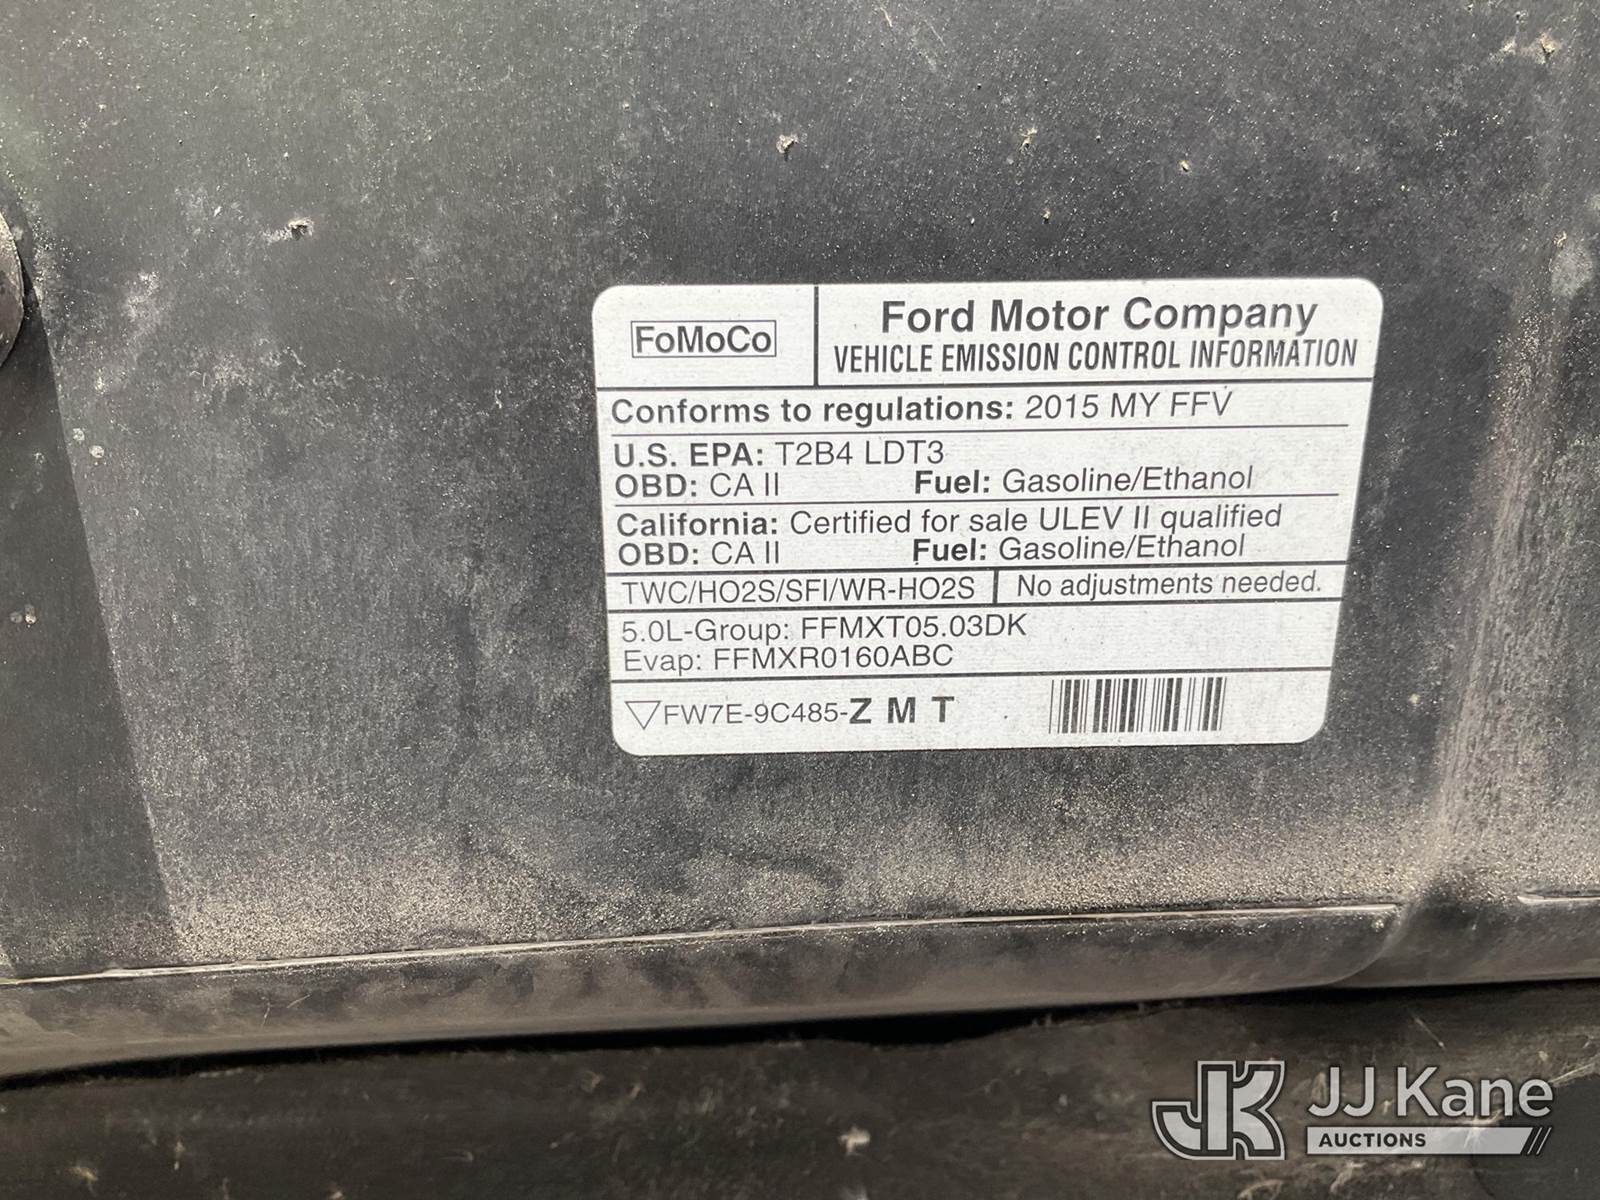 FoMoCo
Ford Motor Company
VEHICLE EMISSION CONTROL INFORMATION
Conforms to regulations: 2015 MY FFV
U.S. EPA: T2B4 LDT3
OBD: CA II Fuel: Gasoline/Ethanol
California: Certified for sale ULEV II qualified
OBD: CA II Fuel: Gasoline/Ethanol
TWC/HO2S/SFI/WR-HO2S No adjustments needed.
5.0L-Group: FFMXT05.03DK
Evap: FFMXR0160ABC
FW7E-9C485-Z M T
JK JJ Kane
AUCTIONS